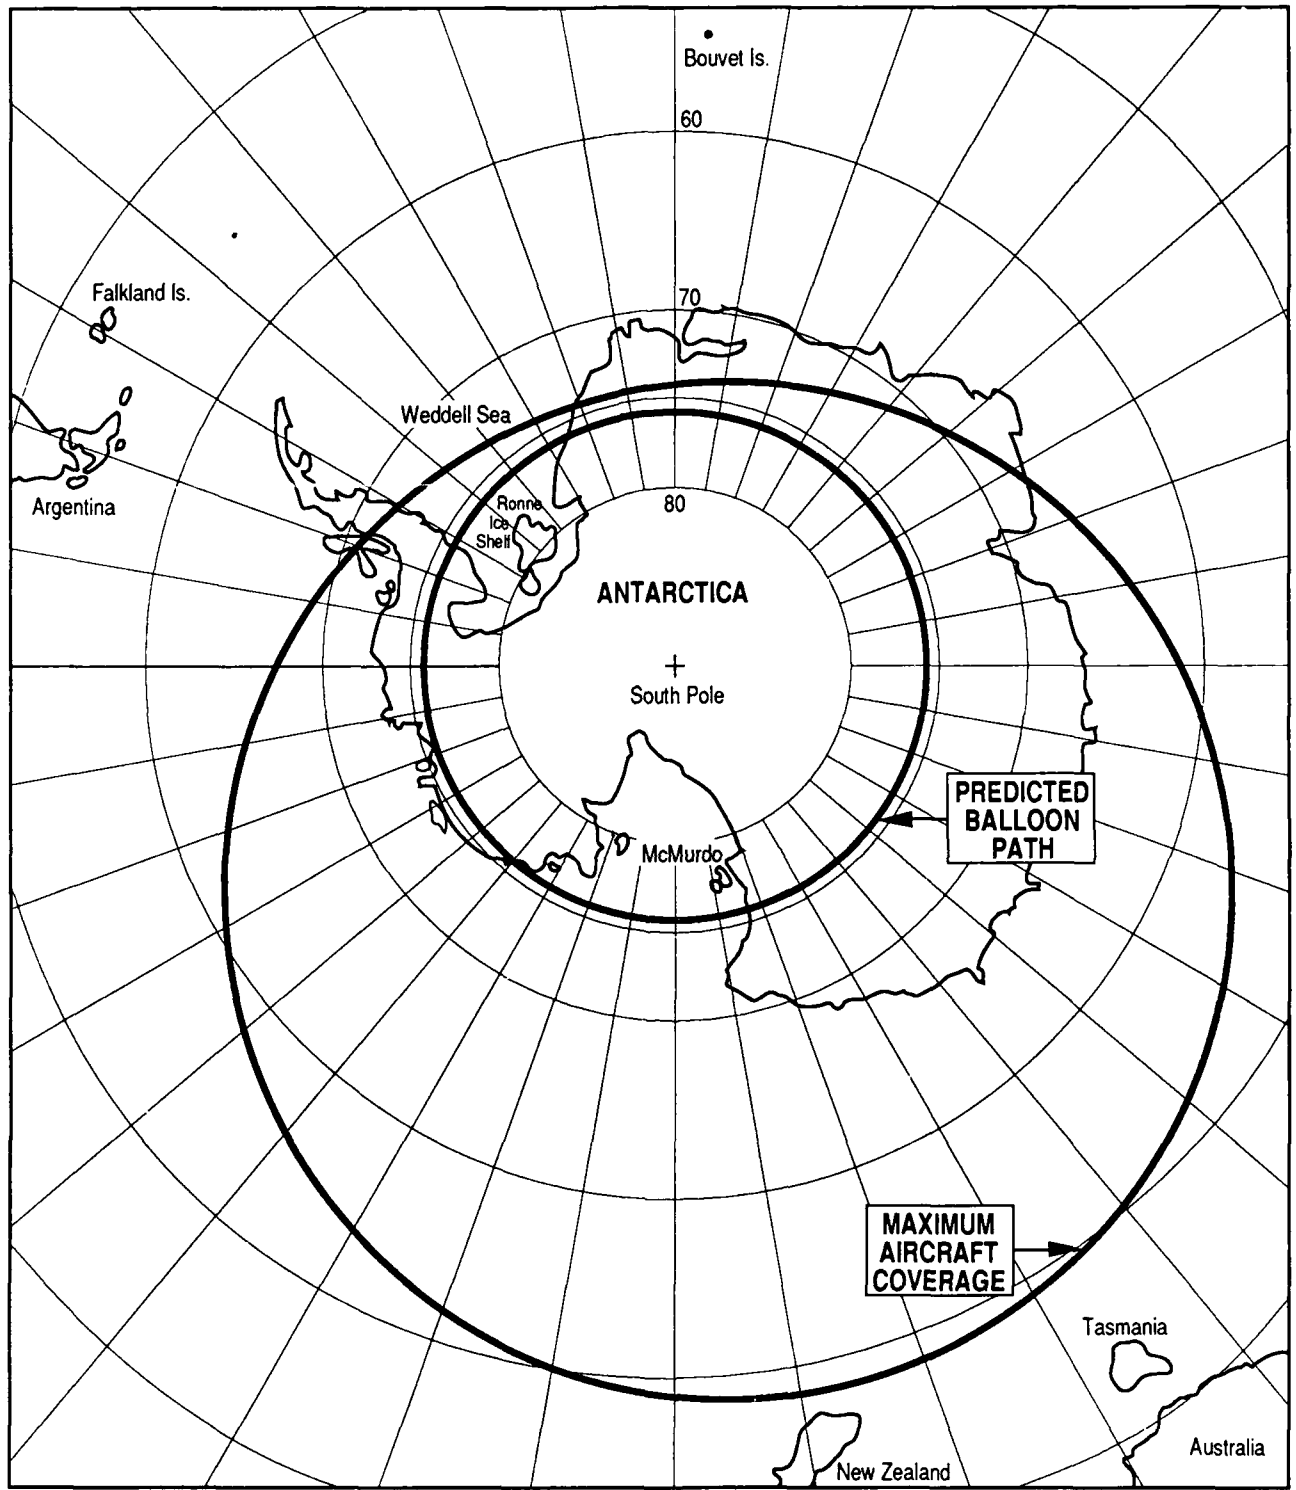 Bouvet Is.
60
Falkland Is.
70
Weddell Sea
Argentina
Ronne
Ice
Shelf
80
ANTARCTICA
South Pole
PREDICTED
BALLOON
PATH
McMurdo
MAXIMUM
AIRCRAFT
COVERAGE
Tasmania
Australia
New Zealand